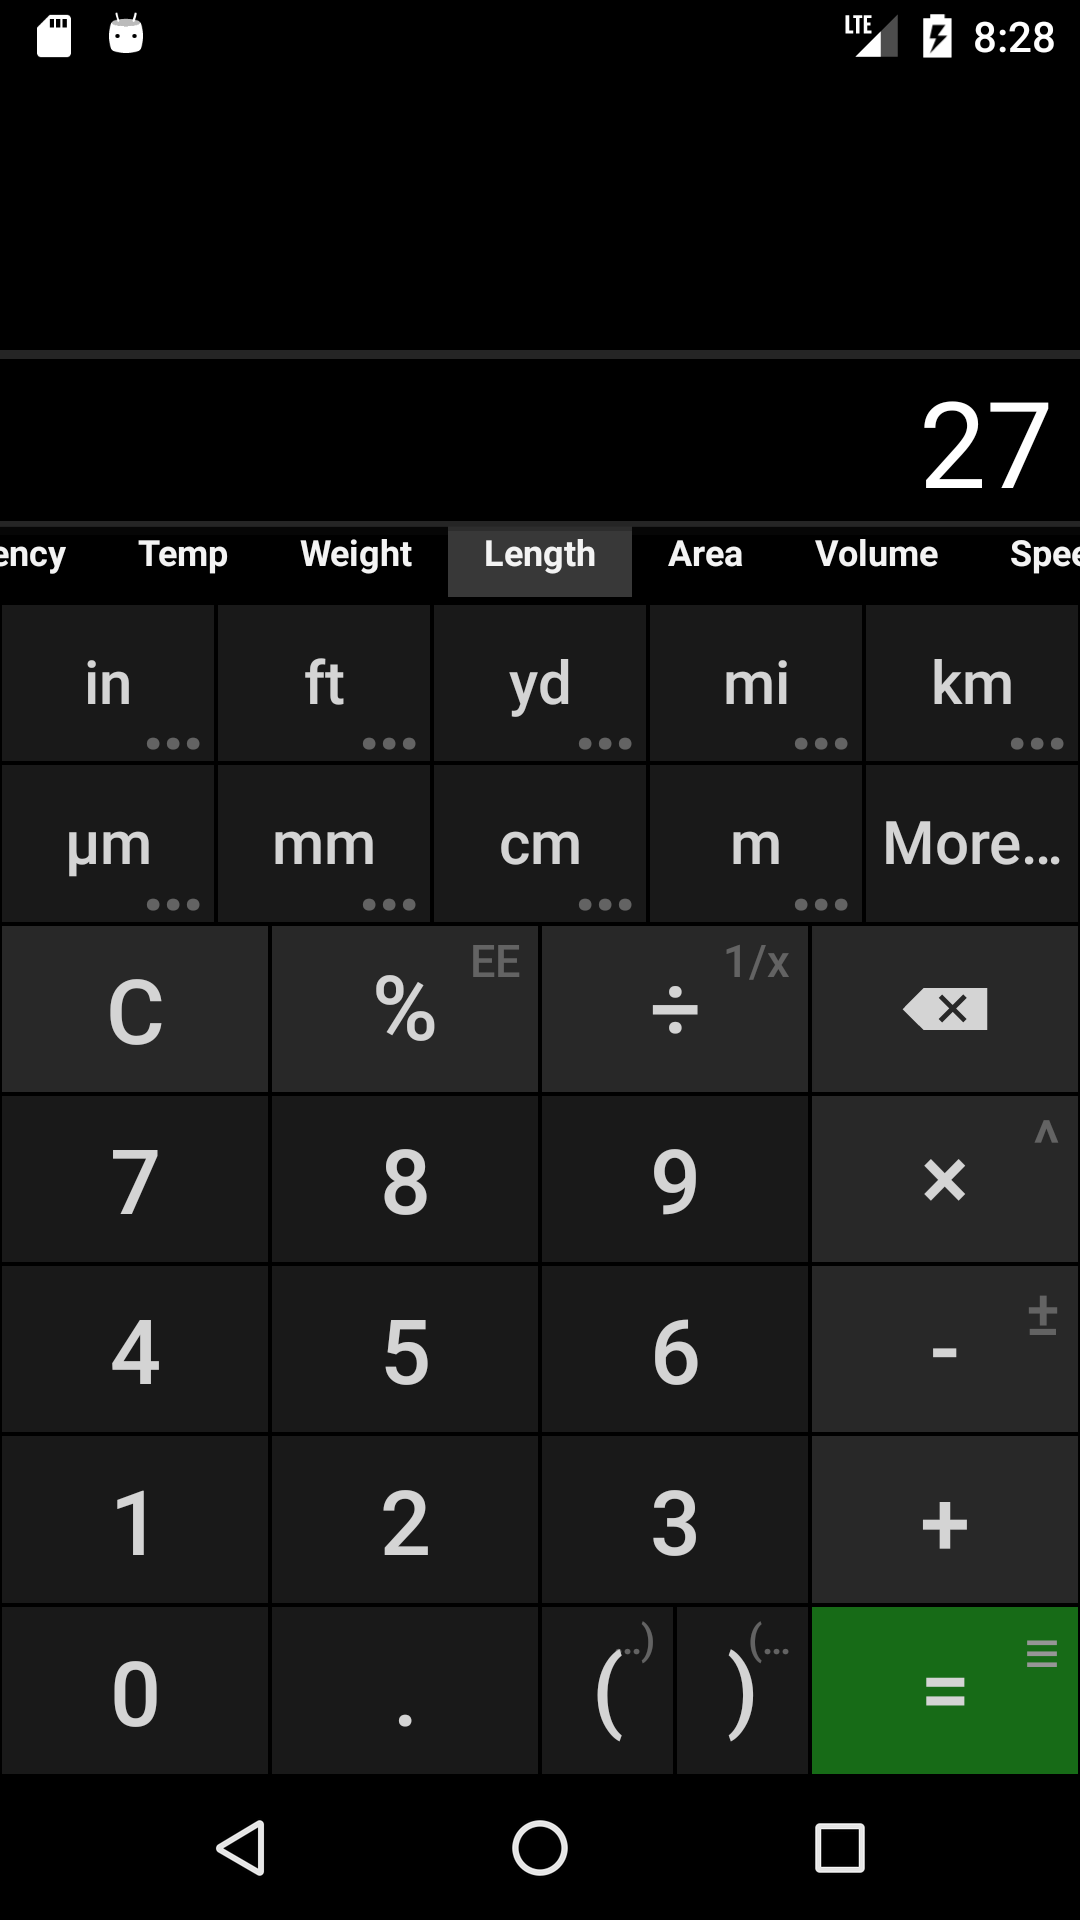 LTE 8:28
27
ency Temp Weight Length Area Volume Spee
in ft yd mi km
µm mm cm m More...
C % EE ÷ 1/x
7 8 9 × ^
4 5 6 - ±
1 2 3 +
0 . ( ..) ) (... =